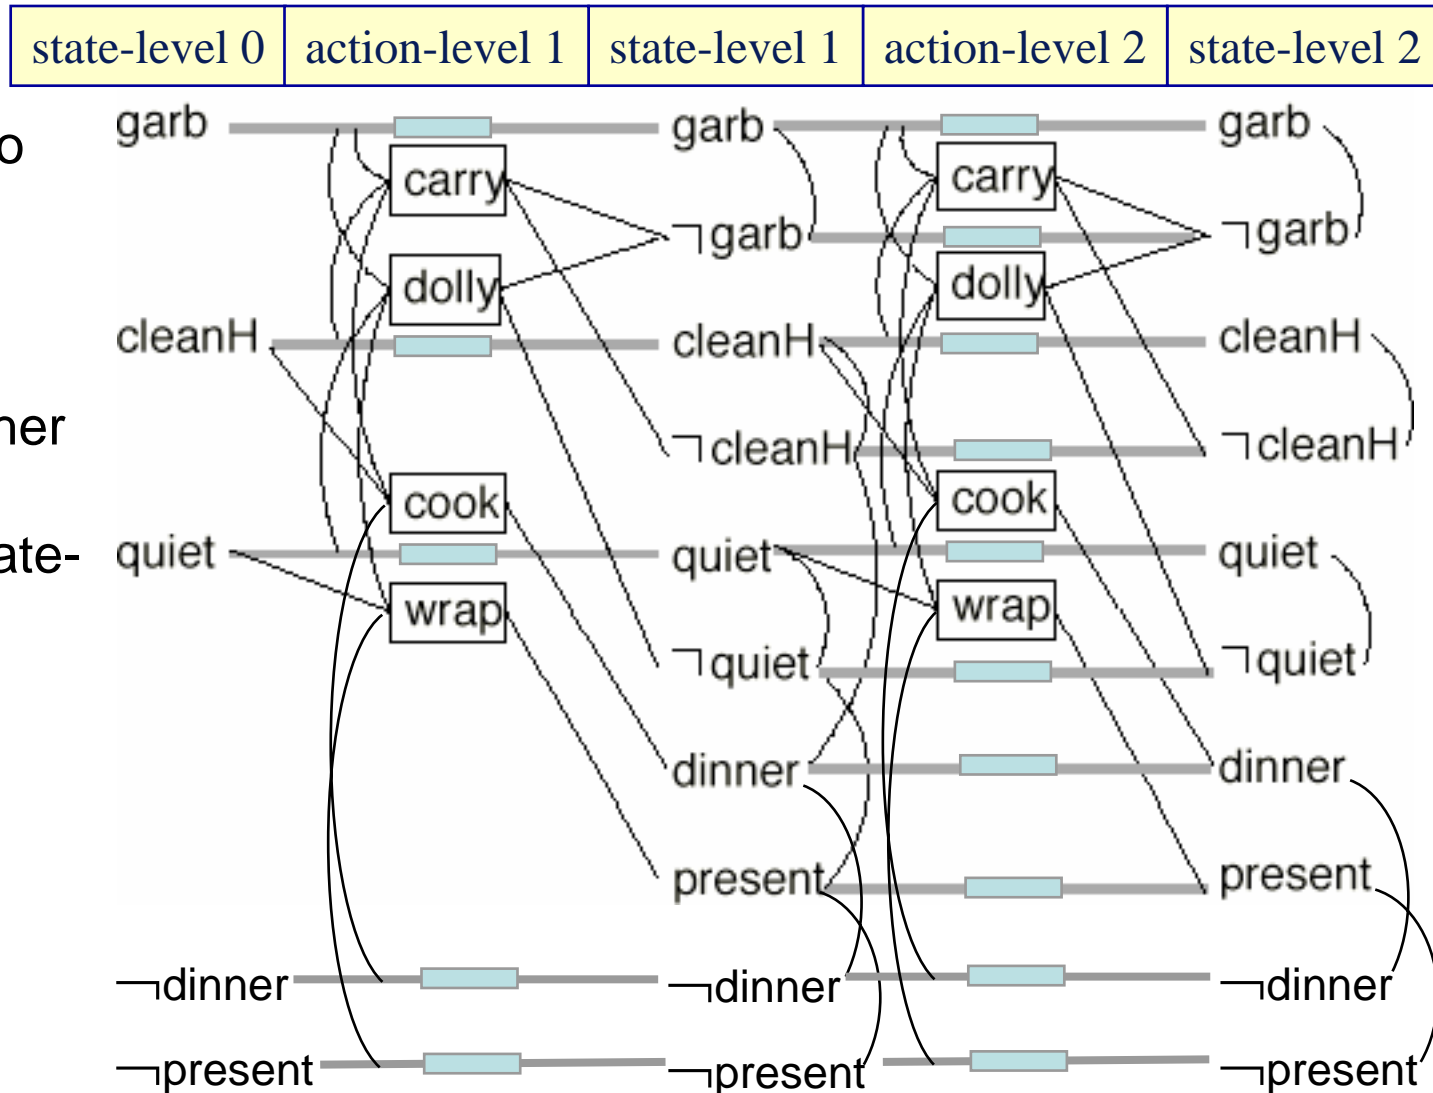 state-level 0 action-level 1 state-level 1 action-level 2 state-level 2
garb garb garb
o
carry carry
¬garb ¬garb
dolly dolly
cleanH cleanH cleanH
ner
¬cleanH ¬cleanH
cook cook
ate-
quiet quiet quiet
wrap wrap
¬quiet ¬quiet
dinner dinner
present present
¬dinner ¬dinner ¬dinner
¬present ¬present ¬present